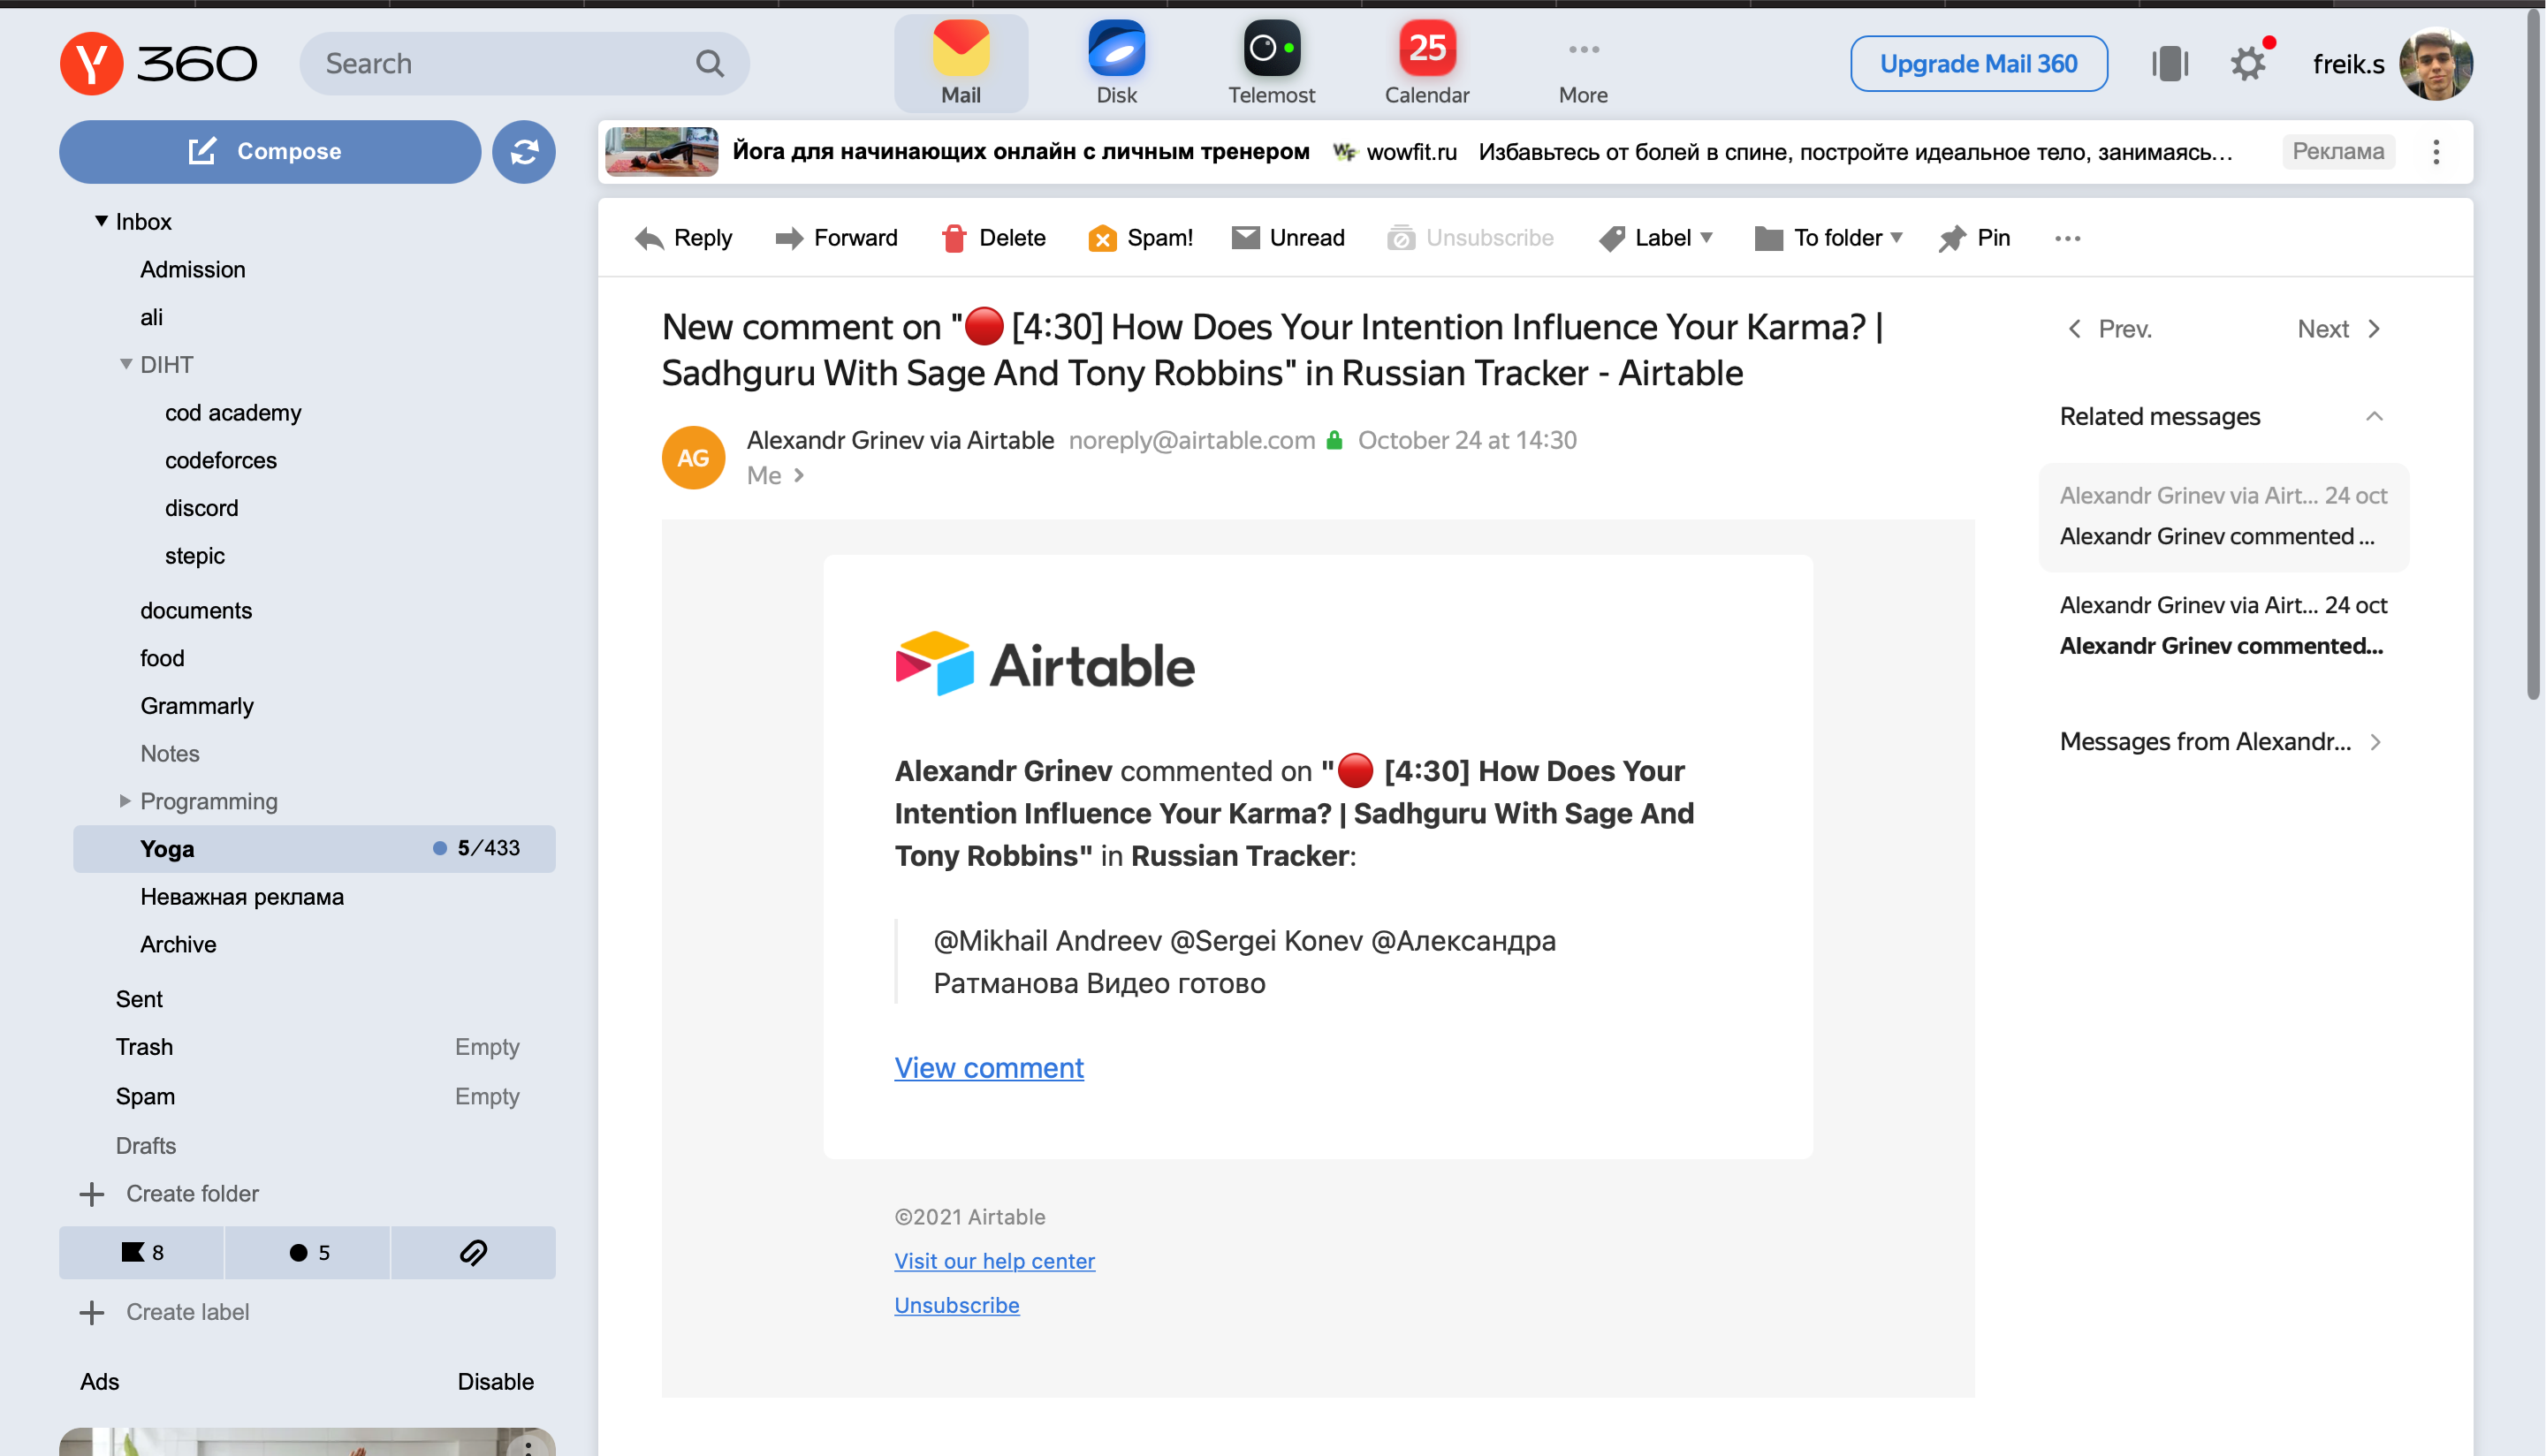 360
Search
Mail
Disk
Telemost
25
Calendar
More
Upgrade Mail 360
freik.s
Compose
Йога для начинающих онлайн с личным тренером wowfit.ru Избавьтесь от болей в спине, постройте идеальное тело, занимаясь... Реклама
Inbox
Admission
ali
DIHT
cod academy
codeforces
discord
stepic
documents
food
Grammarly
Notes
Programming
Yoga 5/433
Неважная реклама
Archive
Sent
Trash Empty
Spam Empty
Drafts
Create folder
8 5
Create label
Ads Disable
Reply Forward Delete Spam! Unread Unsubscribe Label To folder Pin
New comment on "🔴 [4:30] How Does Your Intention Influence Your Karma? |
Sadhguru With Sage And Tony Robbins" in Russian Tracker - Airtable
AG
Alexandr Grinev via Airtable noreply@airtable.com October 24 at 14:30
Me
Airtable
Alexandr Grinev commented on "🔴 [4:30] How Does Your
Intention Influence Your Karma? | Sadhguru With Sage And
Tony Robbins" in Russian Tracker:
@Mikhail Andreev @Sergei Konev @Александра
Ратманова Видео готово
View comment
©2021 Airtable
Visit our help center
Unsubscribe
Prev. Next
Related messages
Alexandr Grinev via Airt... 24 oct
Alexandr Grinev commented ...
Alexandr Grinev via Airt... 24 oct
Alexandr Grinev commented...
Messages from Alexandr...